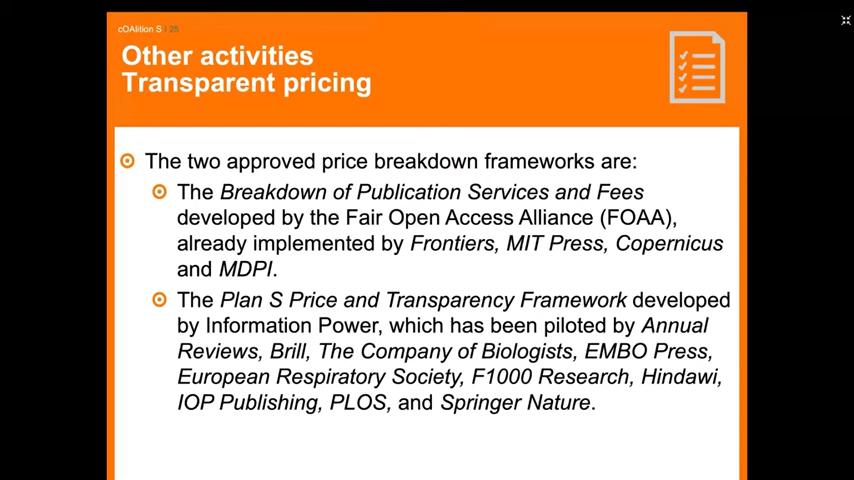 cOAlition S | 25
Other activities
Transparent pricing
The two approved price breakdown frameworks are:
The Breakdown of Publication Services and Fees
developed by the Fair Open Access Alliance (FOAA),
already implemented by Frontiers, MIT Press, Copernicus
and MDPI.
The Plan S Price and Transparency Framework developed
by Information Power, which has been piloted by Annual
Reviews, Brill, The Company of Biologists, EMBO Press,
European Respiratory Society, F1000 Research, Hindawi,
IOP Publishing, PLOS, and Springer Nature.